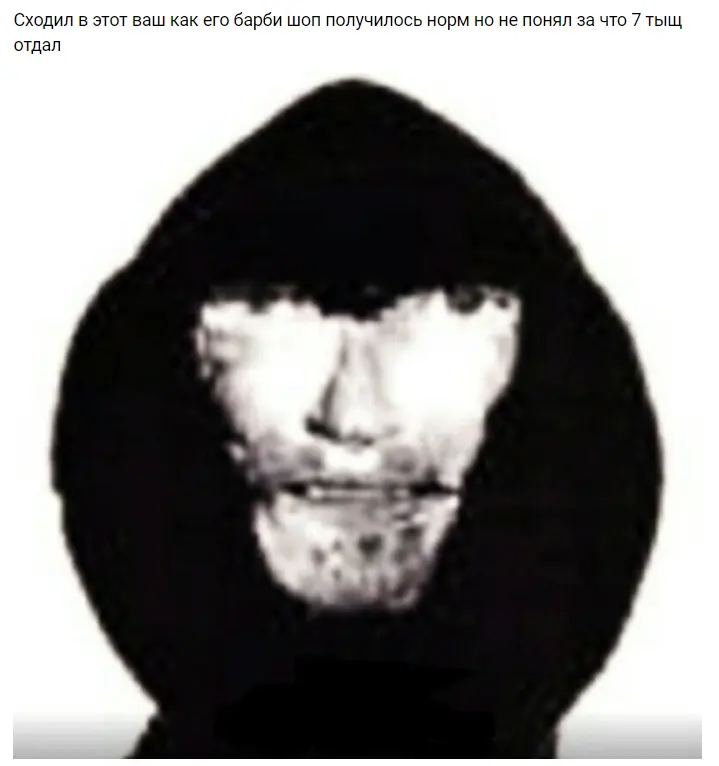 Сходил в этот ваш как его барби шоп получилось норм но не понял за что 7 тыщ
отдал